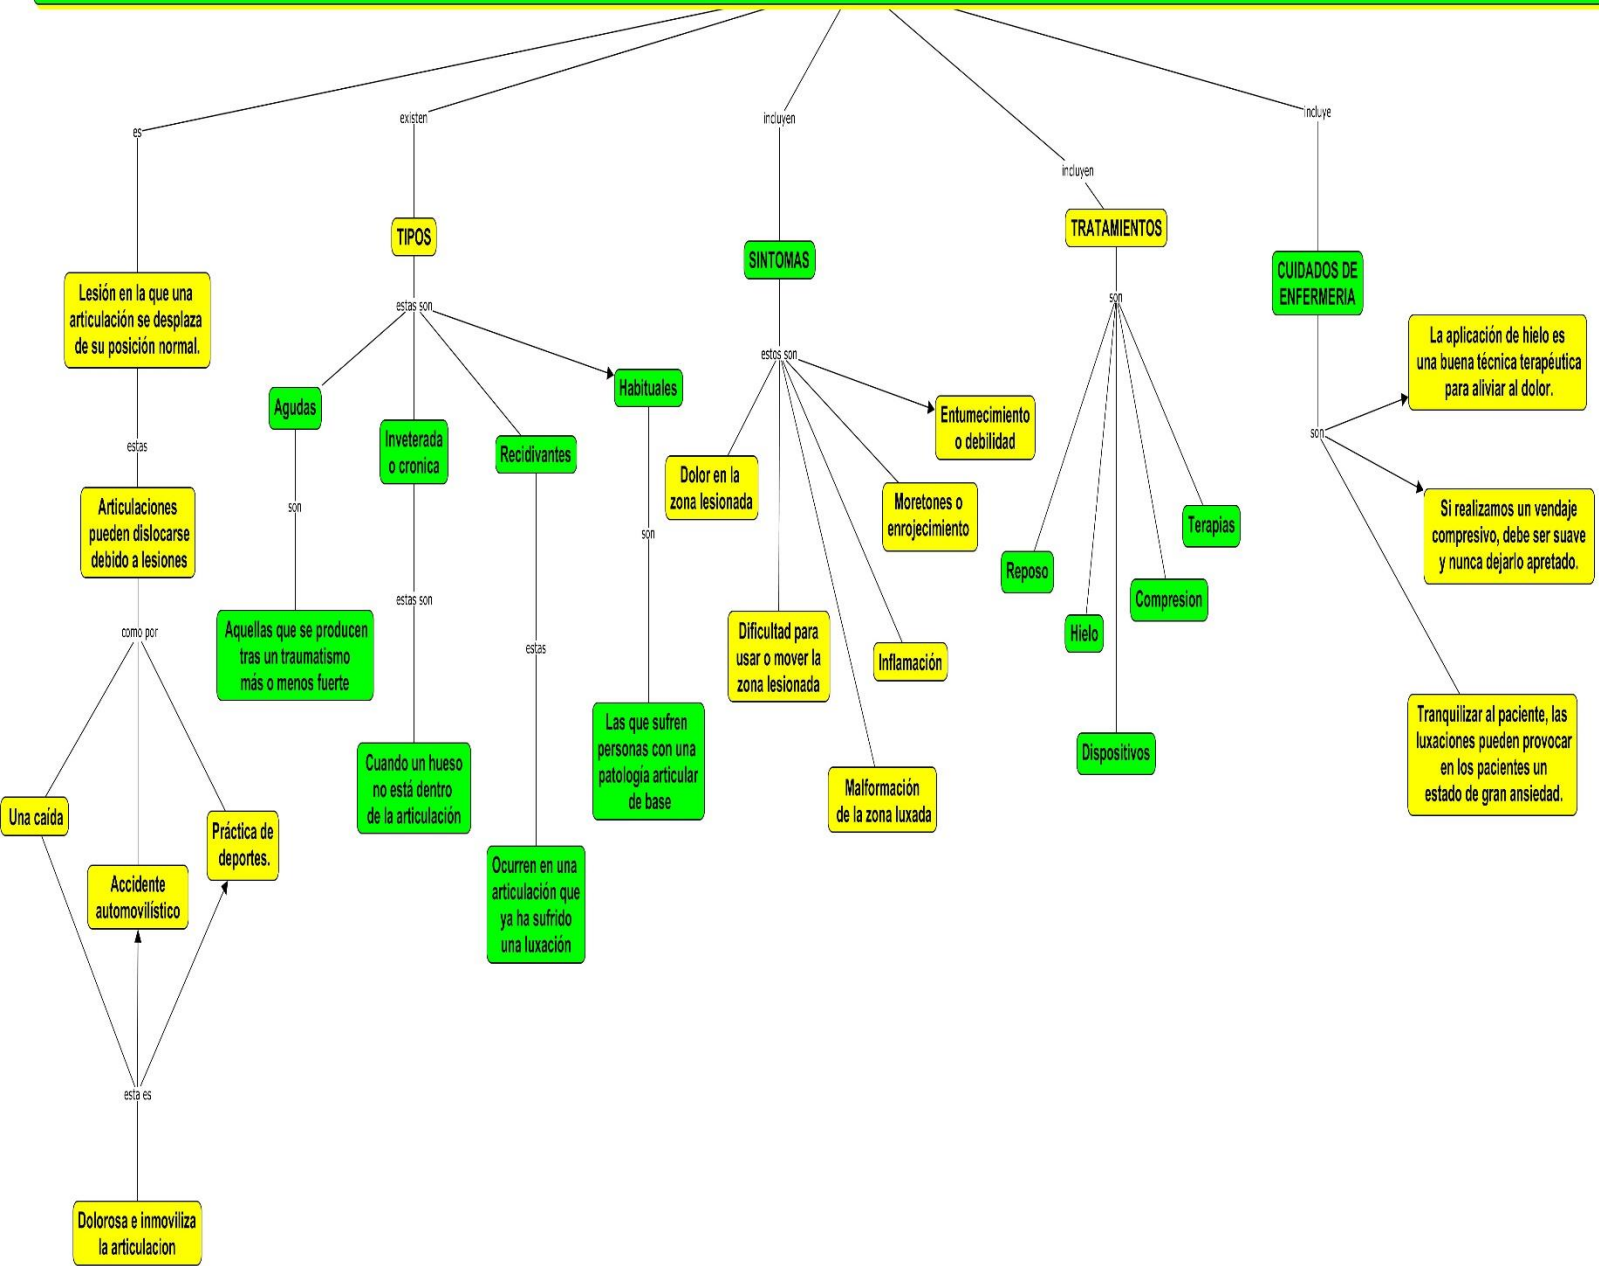 es
existen
incluyen
incluyen
incluye
Lesión en la que una
articulación se desplaza
de su posición normal.
estas
Articulaciones
pueden dislocarse
debido a lesiones
como por
Una caída
Accidente
automovilístico
Práctica de
deportes.
esta es
Dolorosa e inmoviliza
la articulacion
TIPOS
estas son
Agudas
son
Aquellas que se producen
tras un traumatismo
más o menos fuerte
Inveterada
o cronica
estas son
Cuando un hueso
no está dentro
de la articulación
Recidivantes
estas
Ocurren en una
articulación que
ya ha sufrido
una luxación
Habituales
son
Las que sufren
personas con una
patología articular
de base
SINTOMAS
estos son
Dolor en la
zona lesionada
Dificultad para
usar o mover la
zona lesionada
Malformación
de la zona luxada
Inflamación
Moretones o
enrojecimiento
Entumecimiento
o debilidad
TRATAMIENTOS
son
Reposo
Hielo
Dispositivos
Compresion
Terapias
CUIDADOS DE
ENFERMERIA
son
La aplicación de hielo es
una buena técnica terapéutica
para aliviar al dolor.
Si realizamos un vendaje
compresivo, debe ser suave
y nunca dejarlo apretado.
Tranquilizar al paciente, las
luxaciones pueden provocar
en los pacientes un
estado de gran ansiedad.